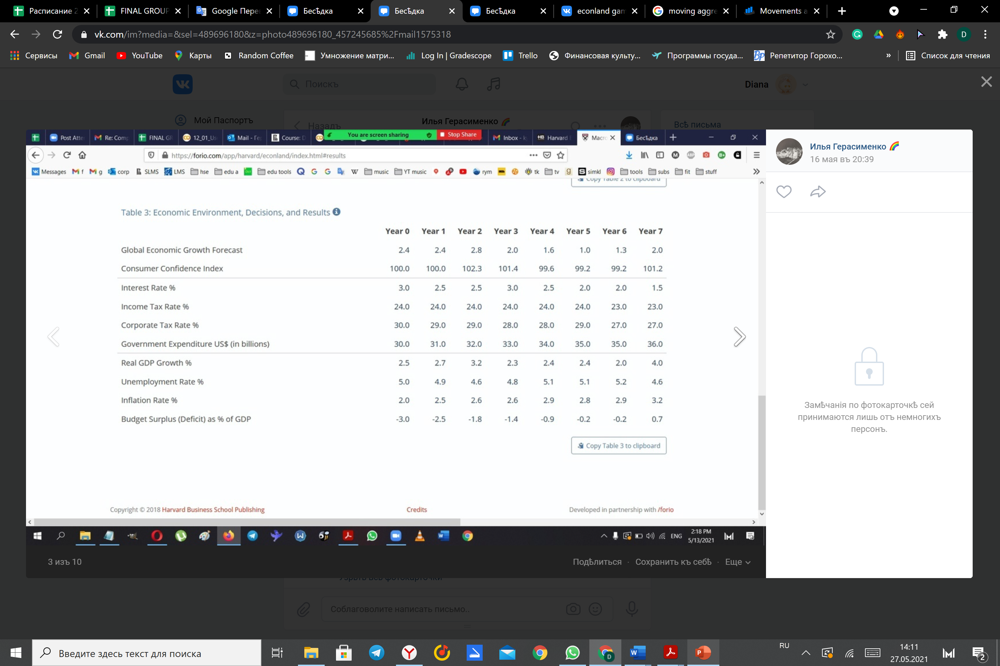 Расписание 2
FINAL GROUP
Google Пере
БесѢдка
БесѢдка
БесѢдка
econland gam
moving aggre
Movements a
vk.com/im?media=&sel=489696180&z=photo489696180_457245685%2Fmail1575318
D
Сервисы
Gmail
YouTube
Карты
Random Coffee
Умножение матри...
Log In | Gradescope
Trello
Финансовая культу...
Программы госуда...
Репетитор Горохо...
»
Список для чтения
Поискъ
Diana
Мой Паспортъ
Назадъ
Илья Герасименко
Всѣ письма
Post Atte
Re: Comp
FINAL GR
12_01_Us
Mail - Ге
Course: D
You are screen sharing
Stop Share
Inbox - k
Harvard
Macro
БесѢдка
https://forio.com/app/harvard/econland/index.html#results
Messages
f
g
corp
SLMS
LMS
hse
edu a
edu tools
music
YT music
rym
tk
tv
simkl
tools
subs
fit
stuff
Copy Table 2 to clipboard
Table 3: Economic Environment, Decisions, and Results
Year 0 Year 1 Year 2 Year 3 Year 4 Year 5 Year 6 Year 7
Global Economic Growth Forecast 2.4 2.4 2.8 2.0 1.6 1.0 1.3 2.0
Consumer Confidence Index 100.0 100.0 102.3 101.4 99.6 99.2 99.2 101.2
Interest Rate % 3.0 2.5 2.5 3.0 2.5 2.0 2.0 1.5
Income Tax Rate % 24.0 24.0 24.0 24.0 24.0 24.0 23.0 23.0
Corporate Tax Rate % 30.0 29.0 29.0 28.0 28.0 29.0 27.0 27.0
Government Expenditure US$ (in billions) 30.0 31.0 32.0 33.0 34.0 35.0 35.0 36.0
Real GDP Growth % 2.5 2.7 3.2 2.3 2.4 2.4 2.0 4.0
Unemployment Rate % 5.0 4.9 4.6 4.8 5.1 5.1 5.2 4.6
Inflation Rate % 2.0 2.5 2.6 2.6 2.9 2.8 2.9 3.2
Budget Surplus (Deficit) as % of GDP -3.0 -2.5 -1.8 -1.4 -0.9 -0.2 -0.2 0.7
Copy Table 3 to clipboard
Copyright © 2018 Harvard Business School Publishing
Credits
Developed in partnership with /forio
ENG
2:18 PM
5/13/2021
Илья Герасименко
16 мая въ 20:39
Замѣчанія по фотокарточкѣ сей
принимаются лишь отъ немногихъ
персонъ.
3 изъ 10
Подѣлиться · Сохранить къ себѣ · Еще
Соблаговолите написать письмо..
Введите здесь текст для поиска
RU
14:11
27.05.2021
2